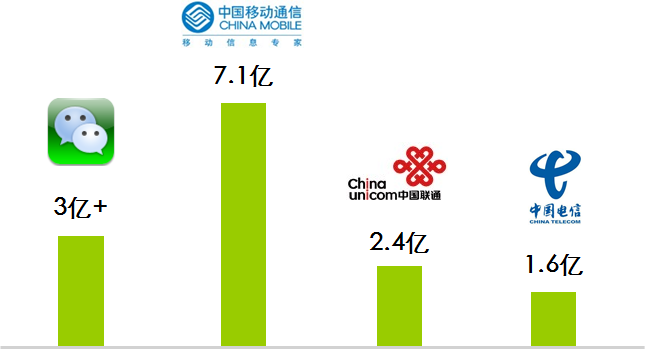 中国移动通信
CHINA MOBILE
移动信息专家
7.1亿
3亿+
China
unicom中国联通
2.4亿
中国电信
CHINA TELECOM
1.6亿